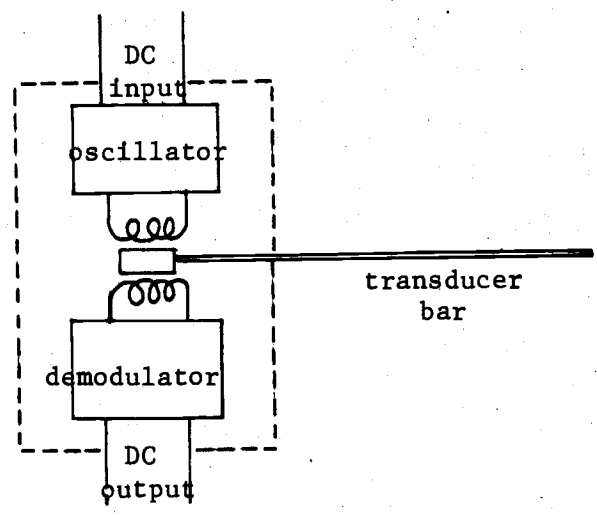 DC
input
oscillator
transducer
bar
demodulator
DC
output